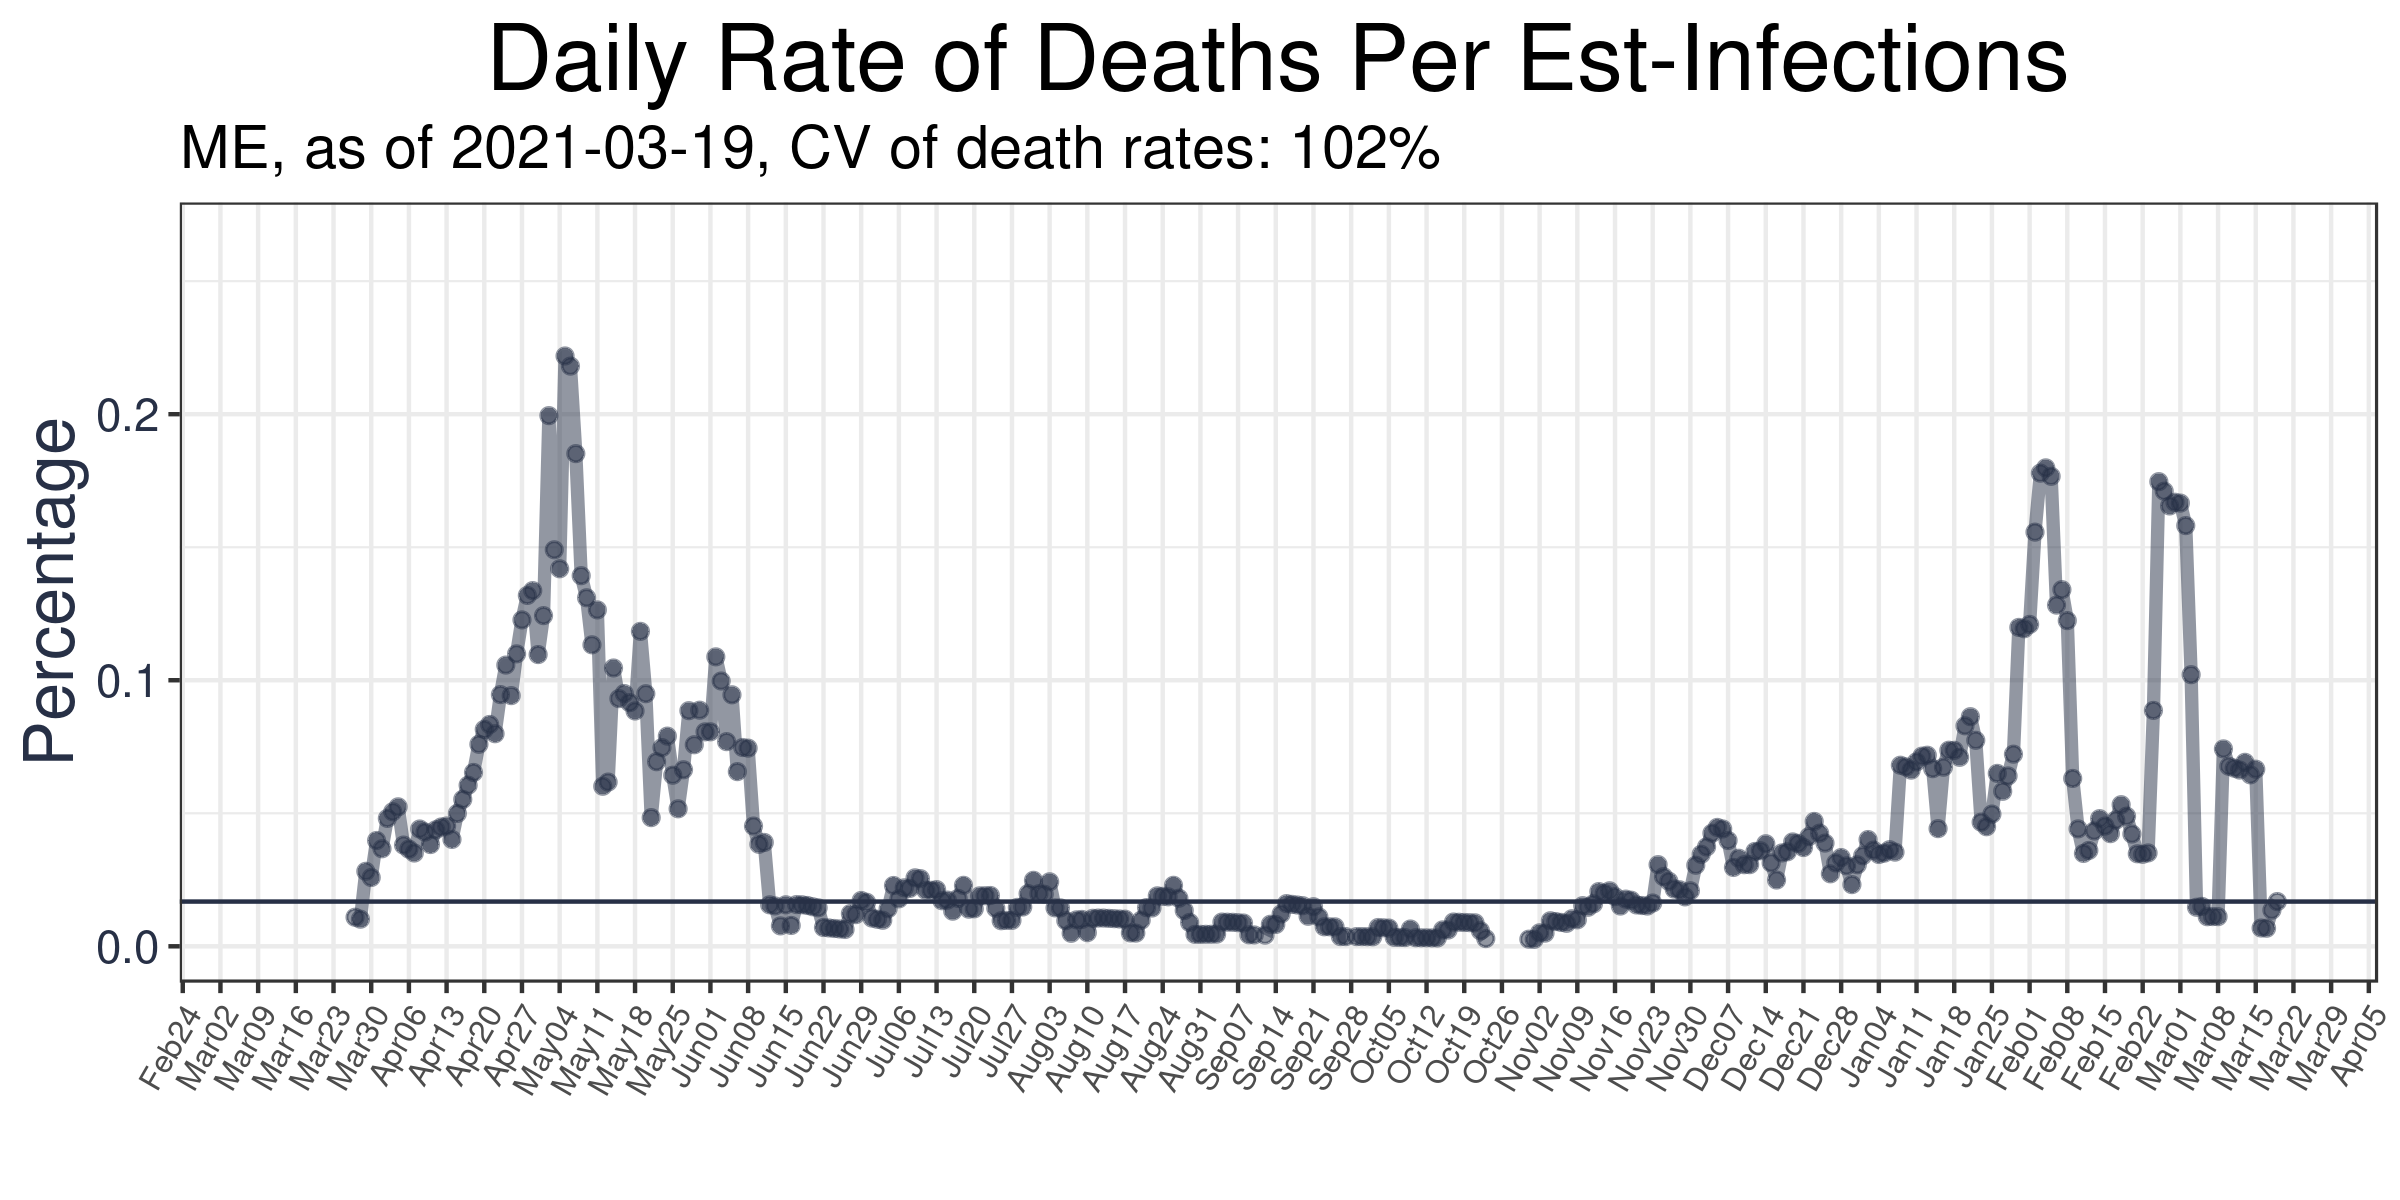 Daily Rate of Deaths Per Est-Infections
ME, as of 2021-03-19, CV of death rates: 102%
Percentage
0.2
0.1
0.0
Feb24
Mar02
Mar09
Mar16
Mar23
Mar30
Apr06
Apr13
Apr20
Apr27
May04
May11
May18
May25
Jun01
Jun08
Jun15
Jun22
Jun29
Jul06
Jul13
Jul20
Jul27
Aug03
Aug10
Aug17
Aug24
Aug31
Sep07
Sep14
Sep21
Sep28
Oct05
Oct12
Oct19
Oct26
Nov02
Nov09
Nov16
Nov23
Nov30
Dec07
Dec14
Dec21
Dec28
Jan04
Jan11
Jan18
Jan25
Feb01
Feb08
Feb15
Feb22
Mar01
Mar08
Mar15
Mar22
Mar29
Apr05